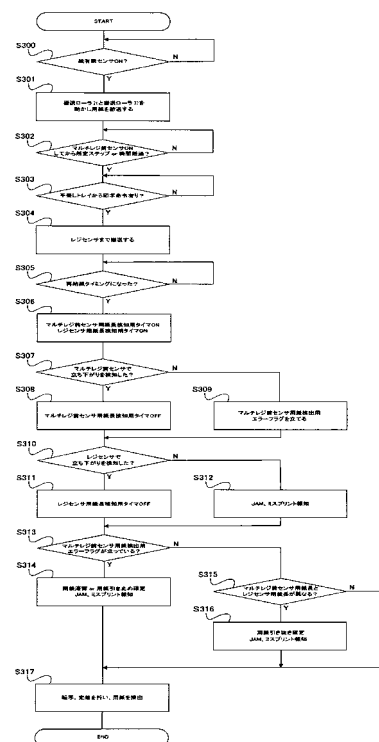 START
S300
紙有無センサON?
N
Y
S301
搬送ローラ1と搬送ローラ2を
動かし用紙を搬送する
S302
マルチレジ前センサON
してから所定ステップ or 時間経過?
N
Y
S303
手差しトレイから印字命令有り?
N
Y
S304
レジセンサまで搬送する
S305
再給紙タイミングになった?
N
Y
S306
マルチレジ前センサ用紙長検知用タイマON
レジセンサ用紙長検知用タイマON
S307
マルチレジ前センサで
立ち下がりを検知した?
N
Y
S308
マルチレジ前センサ用紙長検知用タイマOFF
S309
マルチレジ前センサ用紙検出用
エラーフラグを立てる
S310
レジセンサで
立ち下がりを検知した?
N
Y
S311
レジセンサ用紙長検知用タイマOFF
S312
JAM、ミスプリント報知
S313
マルチレジ前センサ用紙検出用
エラーフラグが立っている?
N
Y
S314
用紙滞留 or 用紙引き止め確定
JAM、ミスプリント報知
S315
マルチレジ前センサ用紙長と
レジセンサ用紙長が異なる?
N
Y
S316
用紙引き抜き確定
JAM、ミスプリント報知
S317
転写、定着を行い、用紙を排出
END